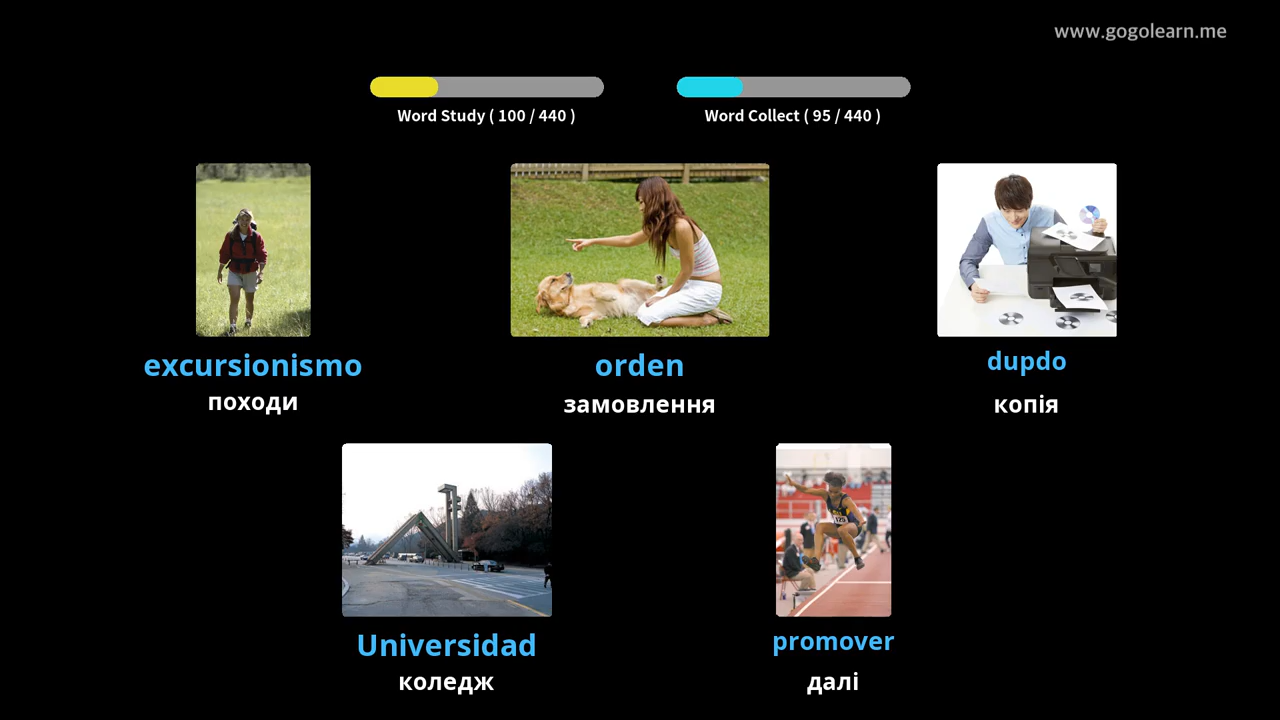 www.gogolearn.me
Word Study ( 100 / 440 )
Word Collect ( 95 / 440 )
excursionismo
orden
dupdo
походи
замовлення
копія
Universidad
promover
коледж
далі